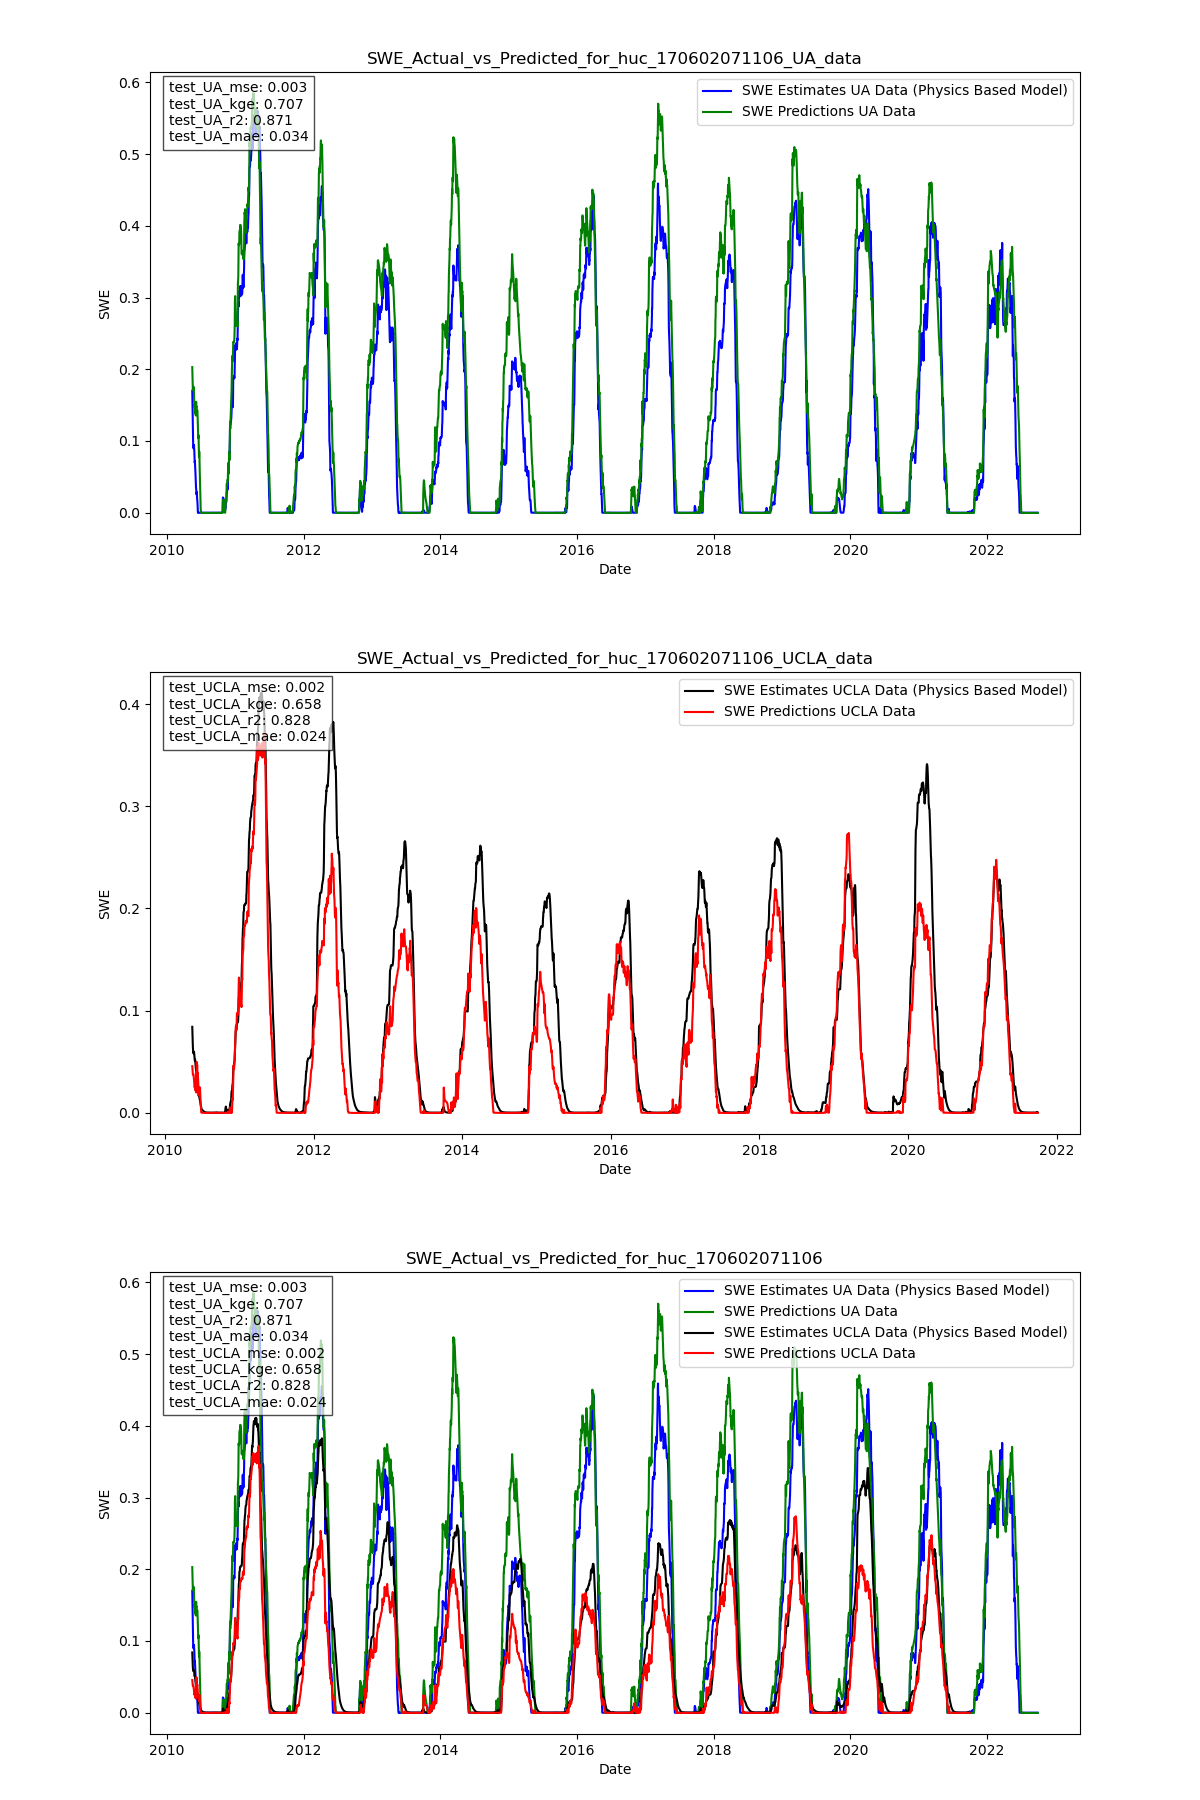 SWE_Actual_vs_Predicted_for_huc_170602071106_UA_data
test_UA_mse: 0.003
test_UA_kge: 0.707
test_UA_r2: 0.871
test_UA_mae: 0.034
SWE Estimates UA Data (Physics Based Model)
SWE Predictions UA Data
0.6
0.5
0.4
0.3
0.2
0.1
0.0
SWE
2010 2012 2014 2016 2018 2020 2022
Date
SWE_Actual_vs_Predicted_for_huc_170602071106_UCLA_data
test_UCLA_mse: 0.002
test_UCLA_kge: 0.658
test_UCLA_r2: 0.828
test_UCLA_mae: 0.024
SWE Estimates UCLA Data (Physics Based Model)
SWE Predictions UCLA Data
0.4
0.3
0.2
0.1
0.0
SWE
2010 2012 2014 2016 2018 2020 2022
Date
SWE_Actual_vs_Predicted_for_huc_170602071106
test_UA_mse: 0.003
test_UA_kge: 0.707
test_UA_r2: 0.871
test_UA_mae: 0.034
test_UCLA_mse: 0.002
test_UCLA_kge: 0.658
test_UCLA_r2: 0.828
test_UCLA_mae: 0.024
SWE Estimates UA Data (Physics Based Model)
SWE Predictions UA Data
SWE Estimates UCLA Data (Physics Based Model)
SWE Predictions UCLA Data
0.6
0.5
0.4
0.3
0.2
0.1
0.0
SWE
2010 2012 2014 2016 2018 2020 2022
Date